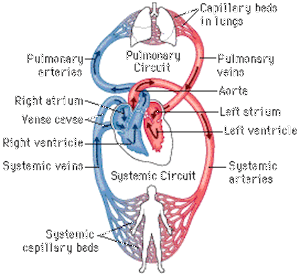 Capillary beds
in lungs
Pulmonary
arteries
Pulmonary
Circuit
Pulmonary
veins
Aorta
Right atrium
Left atrium
Venae cavae
Left ventricle
Right ventricle
Systemic veins
Systemic Circuit
Systemic
arteries
Systemic
capillary beds